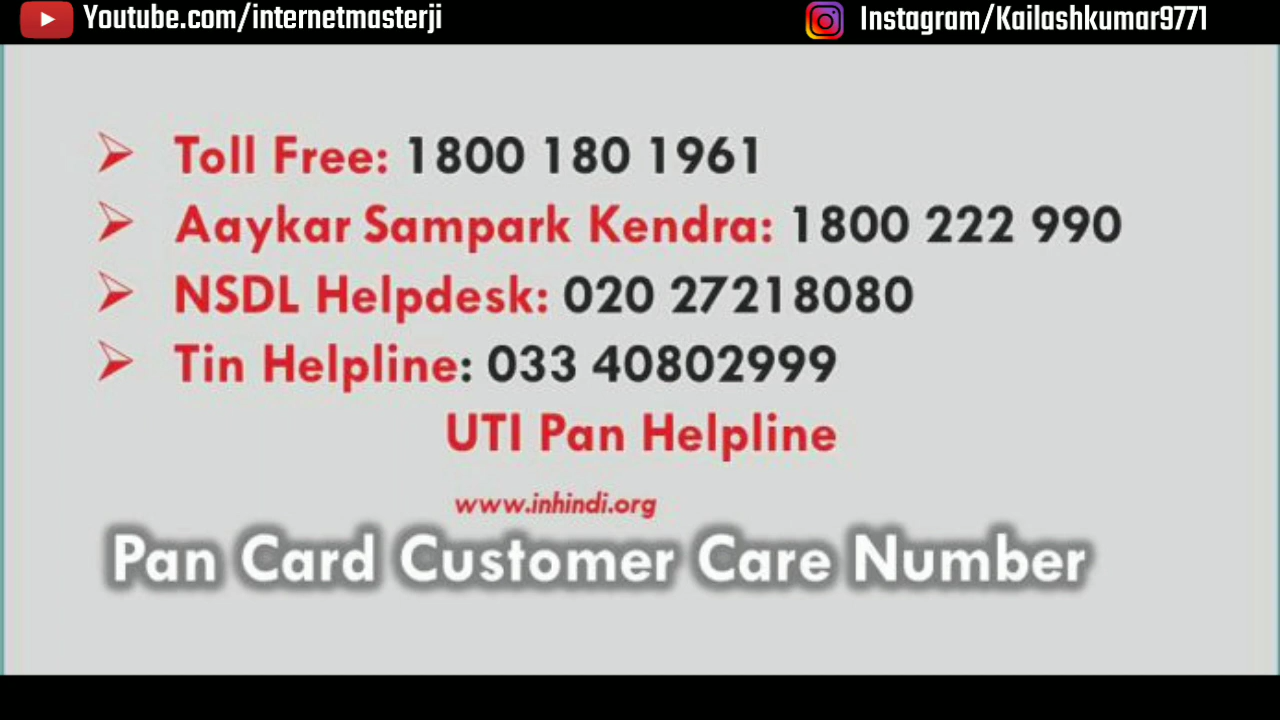 Youtube.com/internetmasterji
Instagram/Kailashkumar9771
Toll Free: 1800 180 1961
Aaykar Sampark Kendra: 1800 222 990
NSDL Helpdesk: 020 27218080
Tin Helpline: 033 40802999
UTI Pan Helpline
www.inhindi.org
Pan Card Customer Care Number